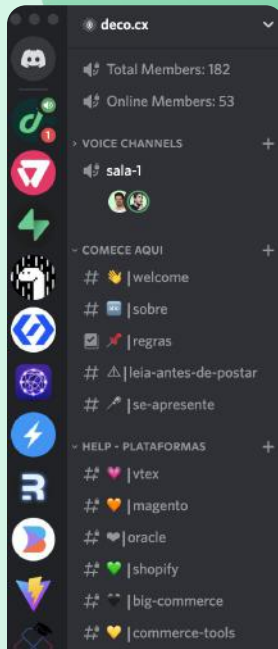 deco.cx
Total Members: 182
Online Members: 53
VOICE CHANNELS
sala-1
1
COMECE AQUI
# 👋|welcome
# 🆕|sobre
📌|regras
# ⚠|leia-antes-de-postar
# 🎤|se-apresente
HELP - PLATAFORMAS
# 💗|vtex
# 🧡|magento
# ❤|oracle
# 💚|shopify
# 🖤|big-commerce
# 💛|commerce-tools